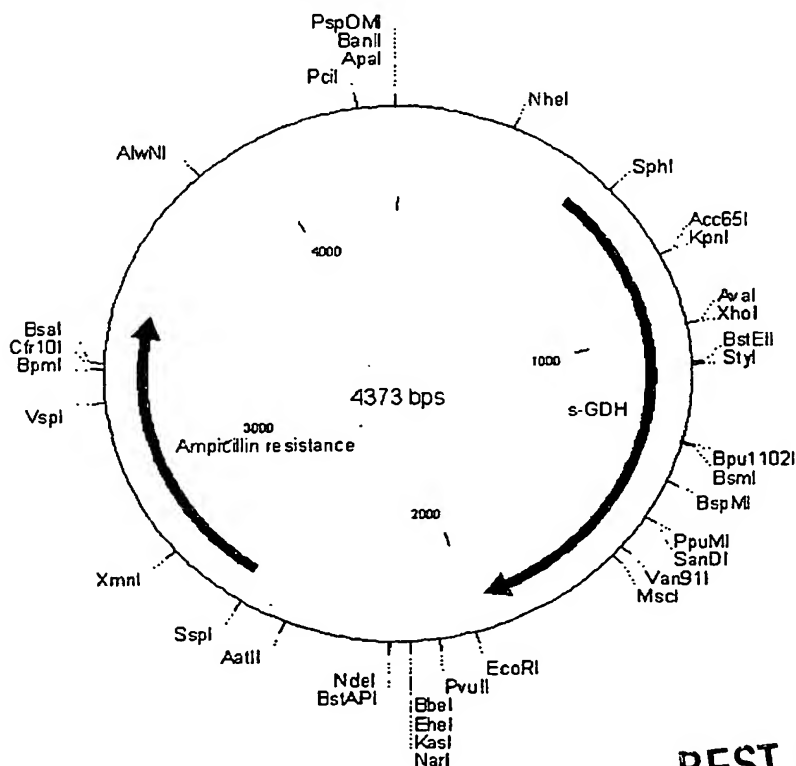 PspOMI
BanII
ApaI
PciI
NheI
AlwNI
SphI
Acc65I
KpnI
4000
AvaI
XhoI
BsaI
Cfr10I
BpmI
BstEII
StyI
1000
4373 bps
s-GDH
VspI
3000
Ampicillin resistance
Bpu1102I
BsmI
BspMI
2000
PpuMI
SanDI
Van91I
MscI
XmnI
SspI
AatII
EcoRI
NdeI
BstAPI
PvuII
BbeI
EheI
KasI
NarI
BEST